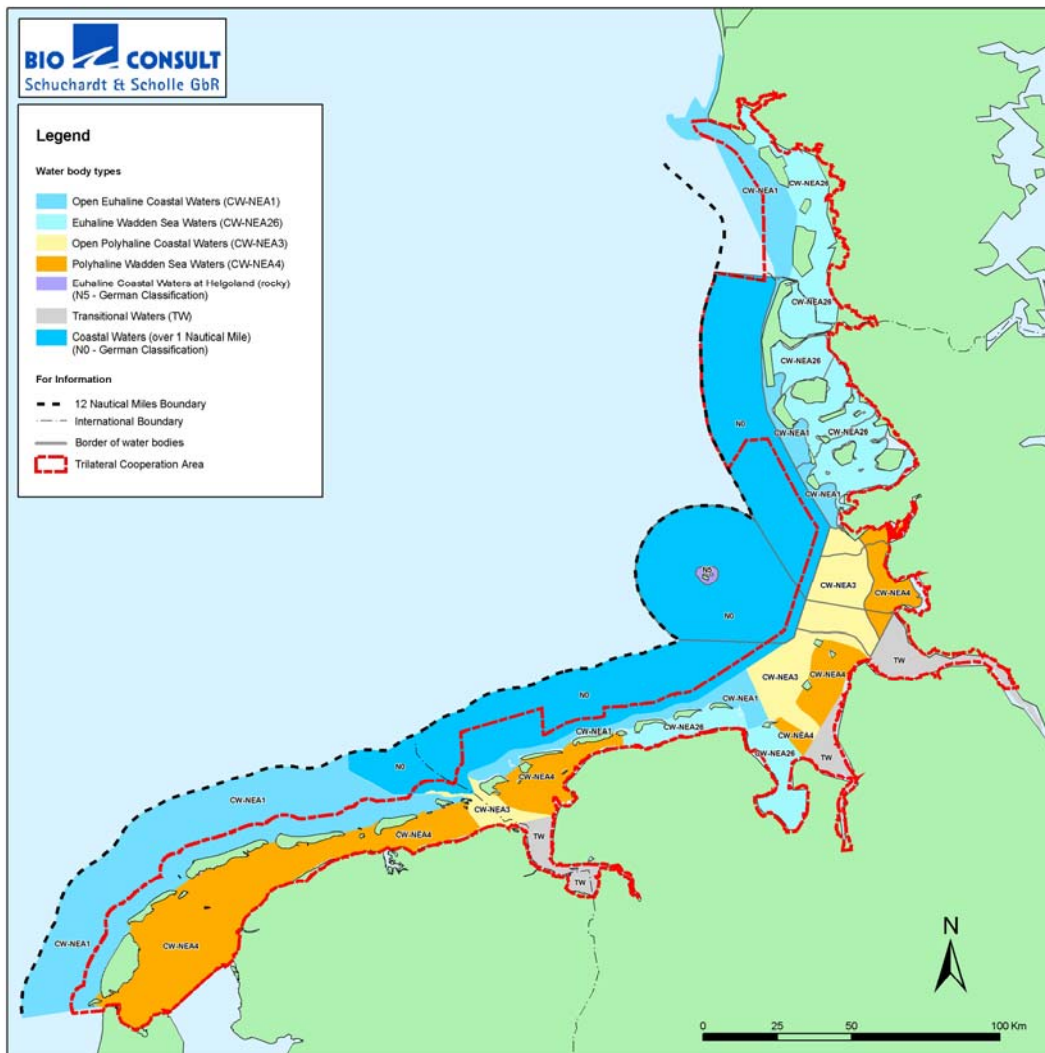 BIO CONSULT
Schuchardt & Scholle GbR
Legend
Water body types
Open Euhaline Coastal Waters (CW-NEA1)
Euhaline Wadden Sea Waters (CW-NEA26)
Open Polyhaline Coastal Waters (CW-NEA3)
Polyhaline Wadden Sea Waters (CW-NEA4)
Euhaline Coastal Waters at Helgoland (rocky)
(N5 - German Classification)
Transitional Waters (TW)
Coastal Waters (over 1 Nautical Mile)
(N0 - German Classification)
For Information
12 Nautical Miles Boundary
International Boundary
Border of water bodies
Trilateral Cooperation Area
CW-NEA1
CW-NEA26
CW-NEA26
CW-NEA26
N0
CW-NEA1
CW-NEA26
CW-NEA1
N5
CW-NEA3
CW-NEA4
N0
TW
CW-NEA3
CW-NEA4
N0
CW-NEA1
CW-NEA26
CW-NEA1
CW-NEA4
CW-NEA26
TW
N0
CW-NEA4
CW-NEA1
CW-NEA3
CW-NEA4
TW
TW
CW-NEA1
CW-NEA4
N
0 25 50 100 Km